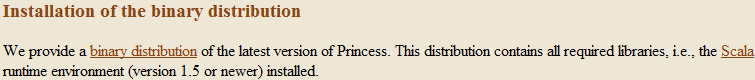 Installation of the binary distribution
We provide a binary distribution of the latest version of Princess. This distribution contains all required libraries, i.e., the Scala
runtime environment (version 1.5 or newer) installed.